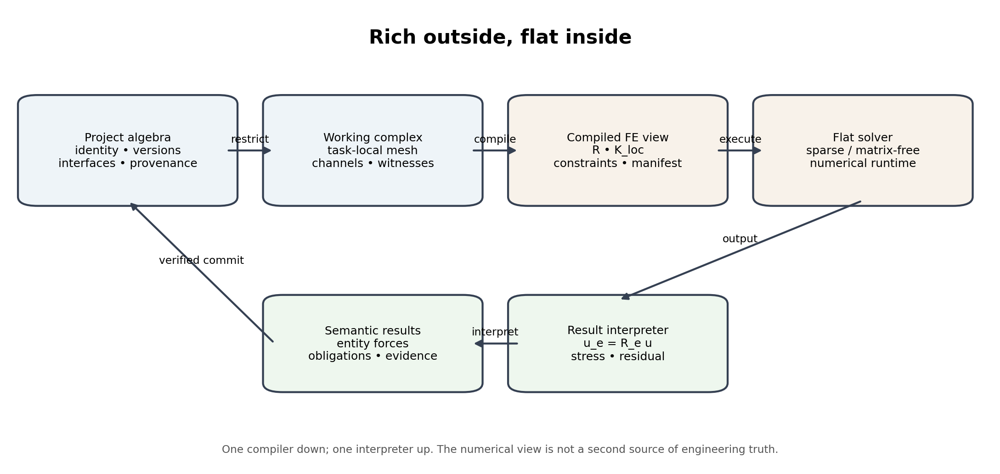 Rich outside, flat inside
Project algebra
identity • versions
interfaces • provenance
restrict
Working complex
task-local mesh
channels • witnesses
compile
Compiled FE view
R • K_loc
constraints • manifest
execute
Flat solver
sparse / matrix-free
numerical runtime
output
verified commit
Semantic results
entity forces
obligations • evidence
interpret
Result interpreter
u_e = R_e u
stress • residual
One compiler down; one interpreter up. The numerical view is not a second source of engineering truth.